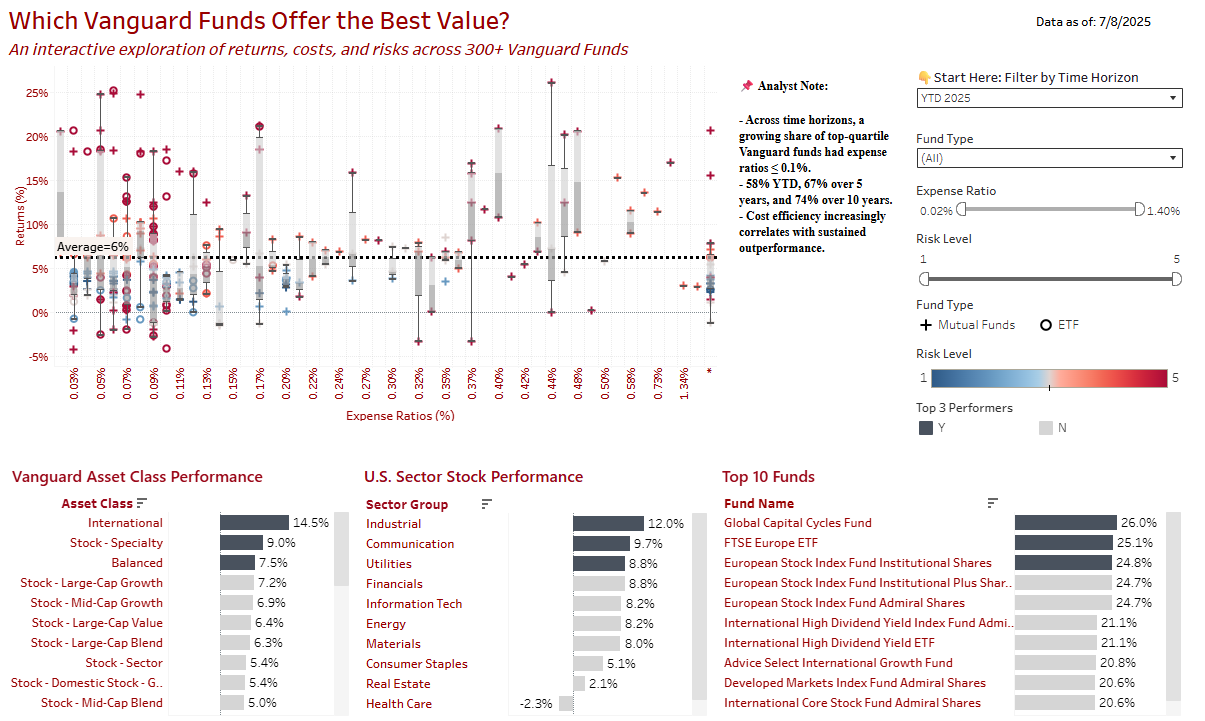 Which Vanguard Funds Offer the Best Value?
Data as of: 7/8/2025
An interactive exploration of returns, costs, and risks across 300+ Vanguard Funds
25%
20%
15%
10%
5%
0%
-5%
Returns (%)
Average=6%
0.03%
0.05%
0.07%
0.09%
0.11%
0.13%
0.15%
0.17%
0.20%
0.22%
0.24%
0.27%
0.30%
0.32%
0.35%
0.37%
0.40%
0.42%
0.44%
0.48%
0.50%
0.58%
0.73%
1.34%
*
Expense Ratios (%)
📌 Analyst Note:
- Across time horizons, a
growing share of top-quartile
Vanguard funds had expense
ratios ≤ 0.1%.
- 58% YTD, 67% over 5
years, and 74% over 10 years.
- Cost efficiency increasingly
correlates with sustained
outperformance.
👇 Start Here: Filter by Time Horizon
YTD 2025
Fund Type
(All)
Expense Ratio
0.02%
1.40%
Risk Level
1
5
Fund Type
Mutual Funds
ETF
Risk Level
1
5
Top 3 Performers
Y
N
Vanguard Asset Class Performance
Asset Class
International 14.5%
Stock - Specialty 9.0%
Balanced 7.5%
Stock - Large-Cap Growth 7.2%
Stock - Mid-Cap Growth 6.9%
Stock - Large-Cap Value 6.4%
Stock - Large-Cap Blend 6.3%
Stock - Sector 5.4%
Stock - Domestic Stock - G.. 5.4%
Stock - Mid-Cap Blend 5.0%
U.S. Sector Stock Performance
Sector Group
Industrial 12.0%
Communication 9.7%
Utilities 8.8%
Financials 8.8%
Information Tech 8.2%
Energy 8.2%
Materials 8.0%
Consumer Staples 5.1%
Real Estate 2.1%
Health Care -2.3%
Top 10 Funds
Fund Name
Global Capital Cycles Fund 26.0%
FTSE Europe ETF 25.1%
European Stock Index Fund Institutional Shares 24.8%
European Stock Index Fund Institutional Plus Shar.. 24.7%
European Stock Index Fund Admiral Shares 24.7%
International High Dividend Yield Index Fund Admi.. 21.1%
International High Dividend Yield ETF 21.1%
Advice Select International Growth Fund 20.8%
Developed Markets Index Fund Admiral Shares 20.6%
International Core Stock Fund Admiral Shares 20.6%